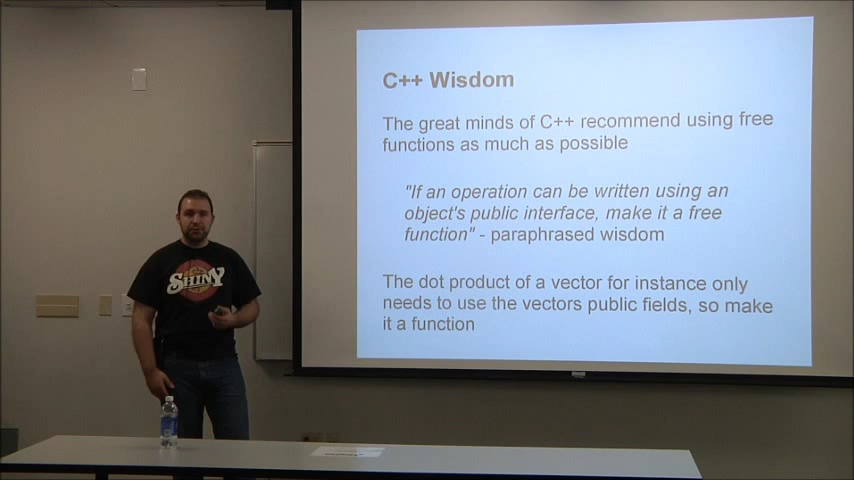 C++ Wisdom
The great minds of C++ recommend using free
functions as much as possible
"If an operation can be written using an
object's public interface, make it a free
function" - paraphrased wisdom
The dot product of a vector for instance only
needs to use the vectors public fields, so make
it a function
SHINY